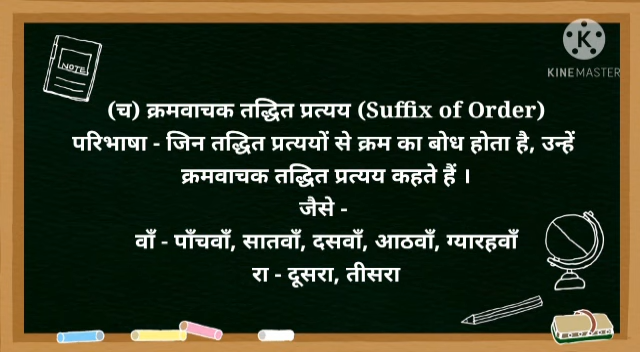 NOTE
K
KINEMASTER
(च) क्रमवाचक तद्धित प्रत्यय (Suffix of Order)
परिभाषा - जिन तद्धित प्रत्ययों से क्रम का बोध होता है, उन्हें
क्रमवाचक तद्धित प्रत्यय कहते हैं ।
जैसे -
वाँ - पाँचवाँ, सातवाँ, दसवाँ, आठवाँ, ग्यारहवाँ
रा - दूसरा, तीसरा